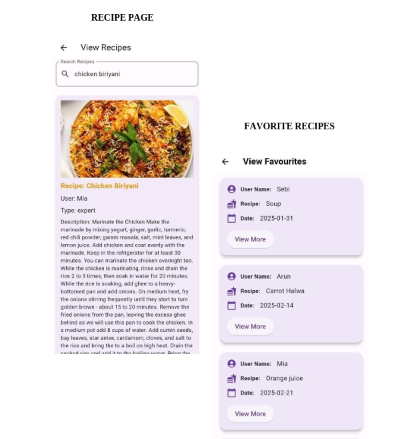 RECIPE PAGE
View Recipes
Search Recipes
chicken biriyani
Recipe: Chicken Biriyani
User: Mia
Type: expert
Description: Marinate the Chicken Make the
marinade by mixing yogurt, ginger, garlic, turmeric,
red chili powder, garam masala, salt, mint leaves, and
lemon juice. Add chicken and coat evenly with the
marinade. Keep in the refrigerator for at least 30
minutes. You can marinate the chicken overnight too.
While the chicken is marinating, rinse and drain the
rice 2 to 3 times, then soak in water for 20 minutes.
While the rice is soaking, add ghee to a heavy-
bottomed pan and add onions. On medium heat, fry
the onions stirring frequently until they start to turn
golden brown - about 15 to 20 minutes. Remove the
fried onions from the pan, leaving the excess ghee
behind as we will use this pan to cook the chicken. In
a medium pot add 8 cups of water. Add cumin seeds,
bay leaves, star anise, cardamom; cloves, and salt to
the rice and bring the to a boil on high heat. Drain the
soaked rice and add it to the boiling water. Bring the
FAVORITE RECIPES
View Favourites
User Name: Sebi
Recipe: Soup
Date: 2025-01-31
View More
User Name: Arun
Recipe: Carrot Halwa
Date: 2025-02-14
View More
User Name: Mia
Recipe: Orange juice
Date: 2025-02-21
View More